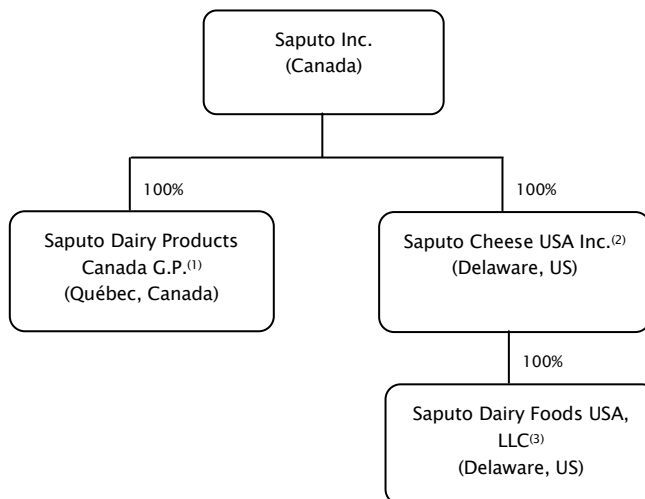 Saputo Inc.
(Canada)
100%
100%
Saputo Dairy Products
Canada G.P.(1)
(Québec, Canada)
Saputo Cheese USA Inc.(2)
(Delaware, US)
100%
Saputo Dairy Foods USA,
LLC(3)
(Delaware, US)